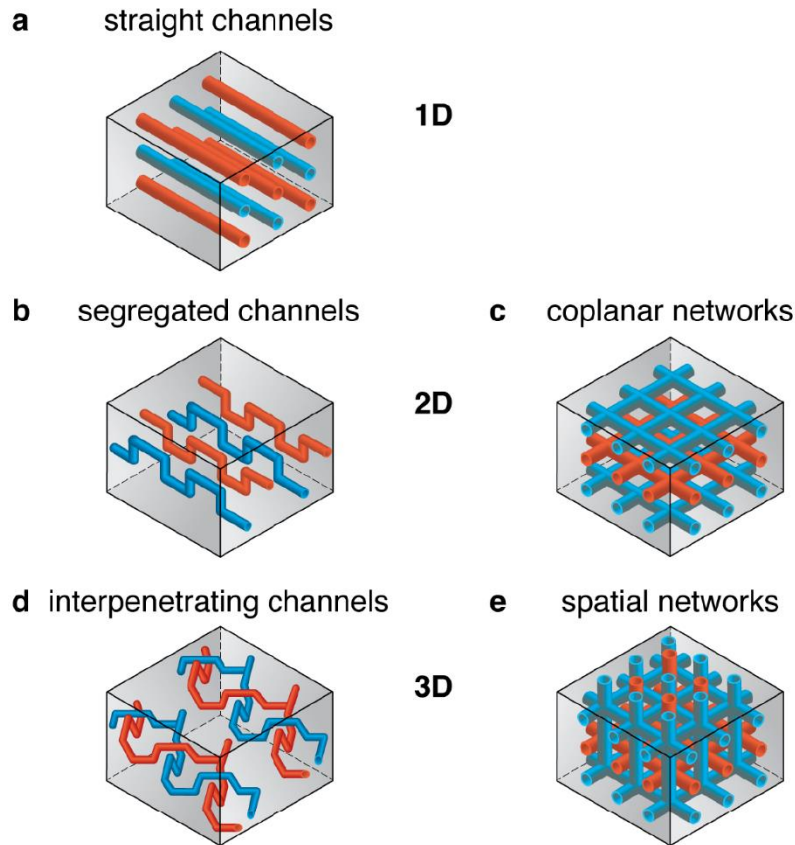 a straight channels
1D
b segregated channels
2D
c coplanar networks
d interpenetrating channels
3D
e spatial networks